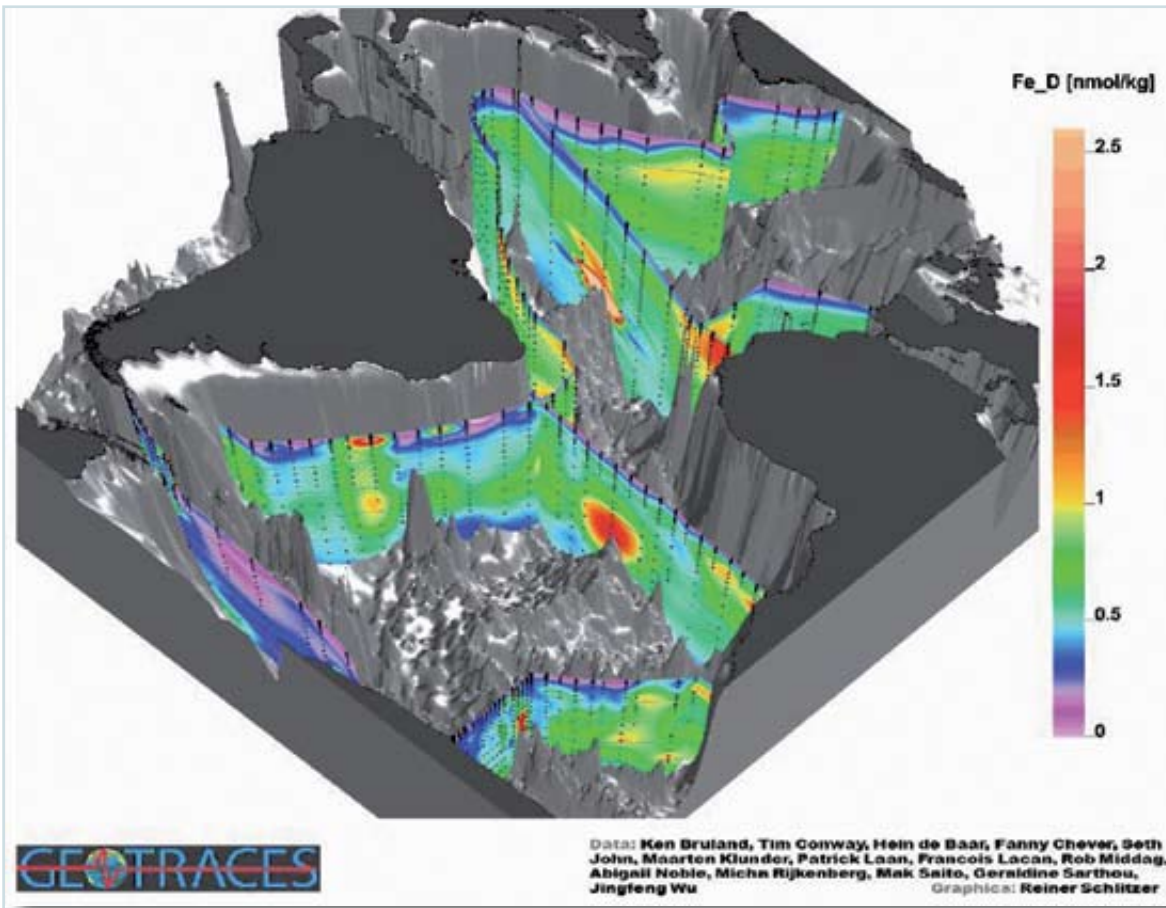 Fe_D [nmol/kg]
2.5
2
1.5
1
0.5
0
GEOTRACES
Data: Ken Bruland, Tim Conway, Hein de Baar, Fanny Chever, Seth
John, Maarten Klunder, Patrick Laan, Francois Lacan, Rob Middag,
Abigail Noble, Micha Rijkenberg, Mak Saito, Geraldine Sarthou,
Jingfeng Wu Graphics: Reiner Schlitzer